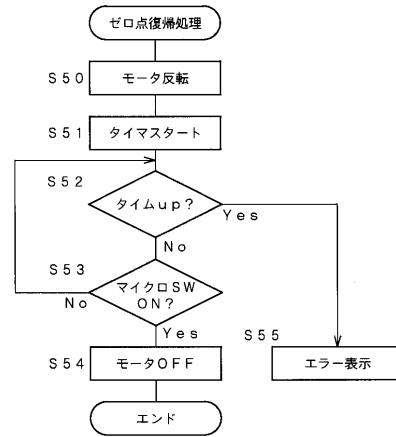 ゼロ点復帰処理
S50
モータ反転
S51
タイマスタート
S52
タイムup?
Yes
No
S53
マイクロSW
ON?
No
Yes
S54
モータOFF
S55
エラー表示
エンド